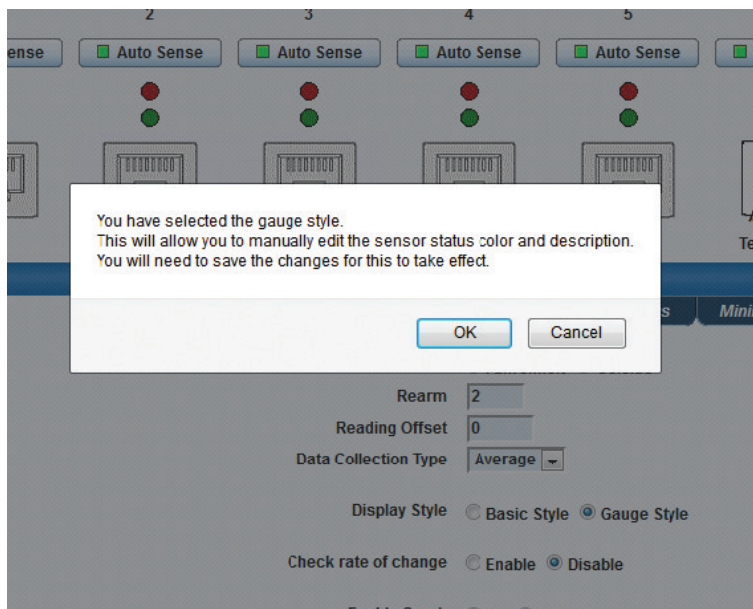 2 3 4 5
ense Auto Sense Auto Sense Auto Sense Auto Sense
Te
You have selected the gauge style.
This will allow you to manually edit the sensor status color and description.
You will need to save the changes for this to take effect.
OK Cancel
s Mini
Rearm 2
Reading Offset 0
Data Collection Type Average
Display Style Basic Style Gauge Style
Check rate of change Enable Disable